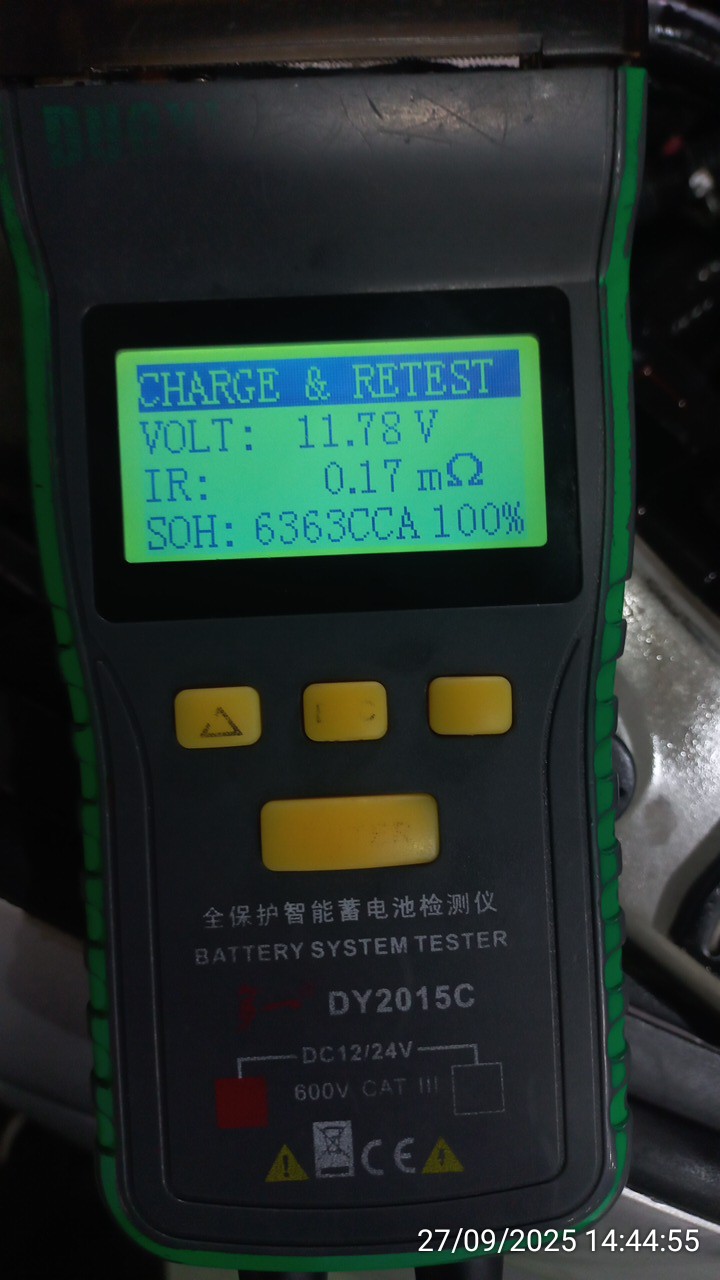 DUOYI
CHARGE & RETEST
VOLT: 11.78 V
IR: 0.17 mΩ
SOH: 6363CCA 100%
全保护智能蓄电池检测仪
BATTERY SYSTEM TESTER
DY2015C
DC12/24V
600V CAT III
CE
27/09/2025 14:44:55